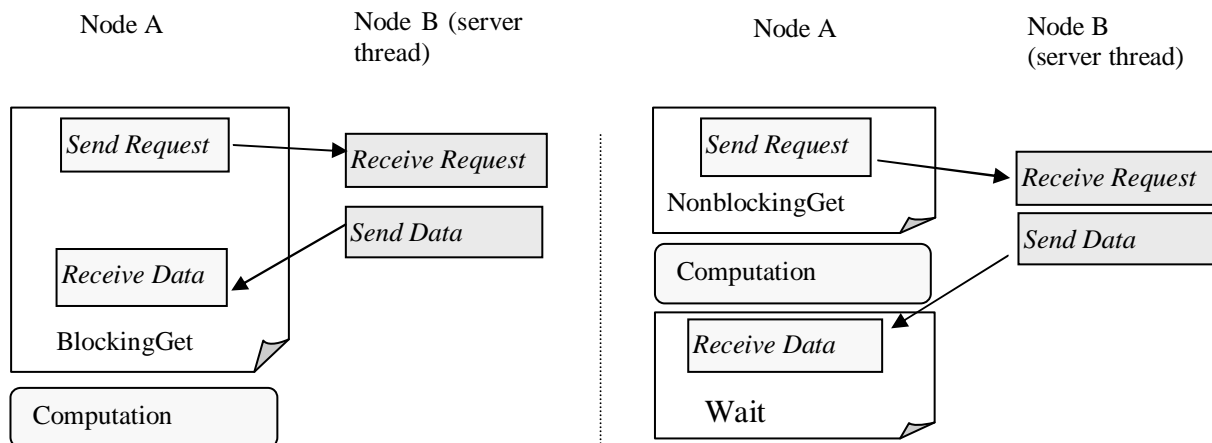 Node A
Node B (server
thread)
Send Request
Receive Request
Send Data
Receive Data
BlockingGet
Computation
Node A
Node B
(server thread)
Send Request
Receive Request
NonblockingGet
Send Data
Computation
Receive Data
Wait